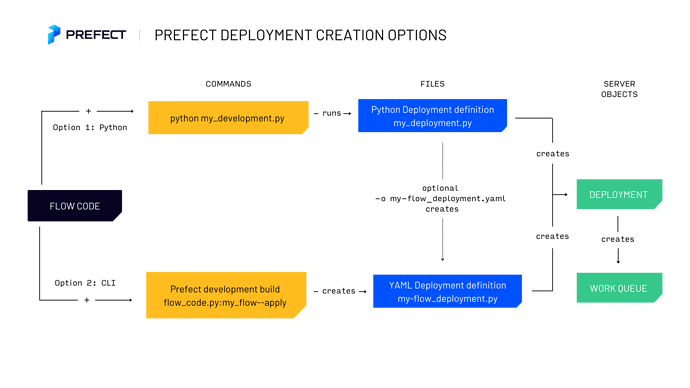 PREFECT
PREFECT DEPLOYMENT CREATION OPTIONS
COMMANDS
FILES
SERVER
OBJECTS
+
Option 1: Python
python my_development.py
– runs
Python Deployment definition
my_deployment.py
creates
optional
-o my-flow_deployment.yaml
creates
FLOW CODE
DEPLOYMENT
creates
creates
Option 2: CLI
+
Prefect development build
flow_code.py:my_flow--apply
– creates
YAML Deployment definition
my-flow_deployment.py
WORK QUEUE